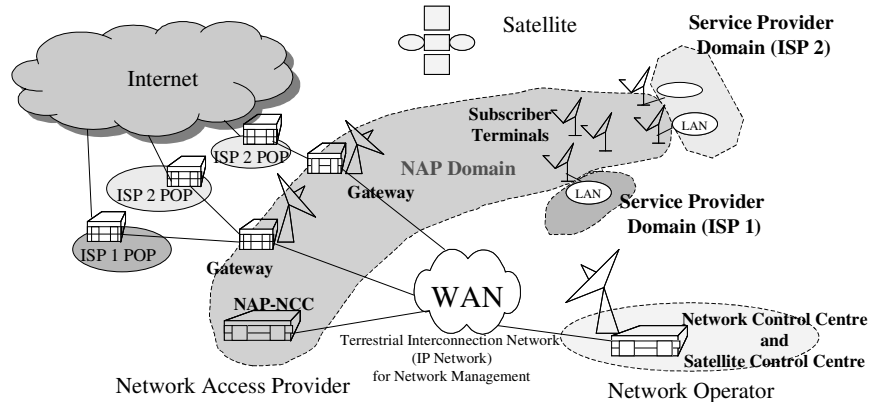 Satellite
Service Provider
Domain (ISP 2)
Internet
Subscriber
Terminals
LAN
ISP 2 POP
NAP Domain
Gateway
ISP 2 POP
LAN
Service Provider
Domain (ISP 1)
ISP 1 POP
Gateway
WAN
NAP-NCC
Network Control Centre
and
Satellite Control Centre
Terrestrial Interconnection Network
(IP Network)
for Network Management
Network Access Provider
Network Operator